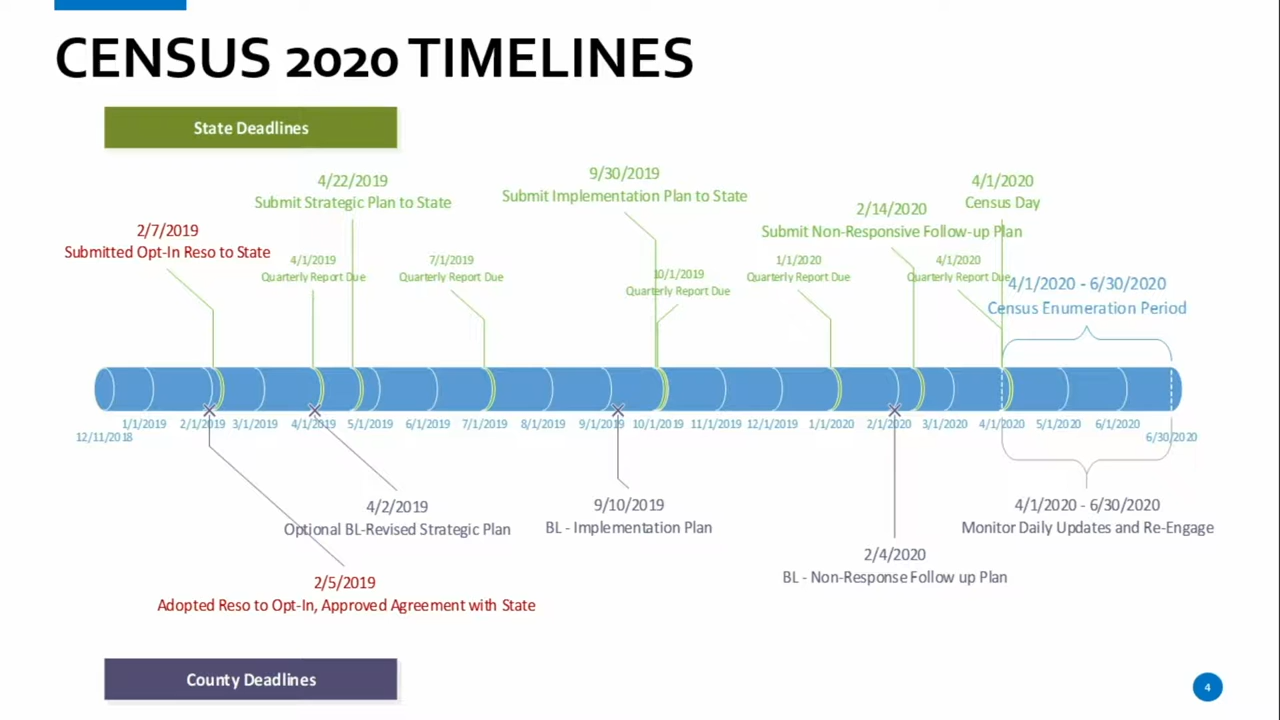 CENSUS 2020 TIMELINES
State Deadlines
9/30/2019
Submit Implementation Plan to State
4/22/2019
Submit Strategic Plan to State
4/1/2020
Census Day
2/14/2020
Submit Non-Responsive Follow-up Plan
2/7/2019
Submitted Opt-In Reso to State
4/1/2019
Quarterly Report Due
7/1/2019
Quarterly Report Due
10/1/2019
Quarterly Report Due
1/1/2020
Quarterly Report Due
4/1/2020
Quarterly Report Due
4/1/2020 - 6/30/2020
Census Enumeration Period
1/1/2019 2/1/2019 3/1/2019 4/1/2019 5/1/2019 6/1/2019 7/1/2019 8/1/2019 9/1/2019 10/1/2019 11/1/2019 12/1/2019 1/1/2020 2/1/2020 3/1/2020 4/1/2020 5/1/2020 6/1/2020
12/11/2018 6/30/2020
4/2/2019
Optional BL-Revised Strategic Plan
9/10/2019
BL - Implementation Plan
4/1/2020 - 6/30/2020
Monitor Daily Updates and Re-Engage
2/4/2020
BL - Non-Response Follow up Plan
2/5/2019
Adopted Reso to Opt-In, Approved Agreement with State
County Deadlines
4